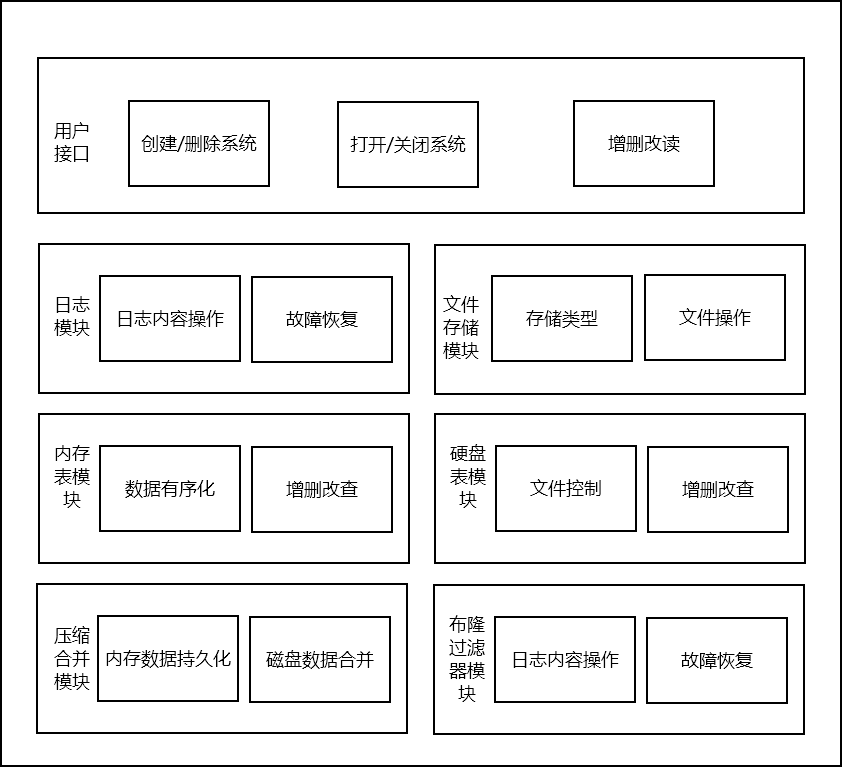 用户
接口
创建/删除系统
打开/关闭系统
增删改读
日志
模块
日志内容操作
故障恢复
文件
存储
模块
存储类型
文件操作
内存
表模
块
数据有序化
增删改查
硬盘
表模
块
文件控制
增删改查
压缩
合并
模块
内存数据持久化
磁盘数据合并
布隆
过滤
器模
块
日志内容操作
故障恢复